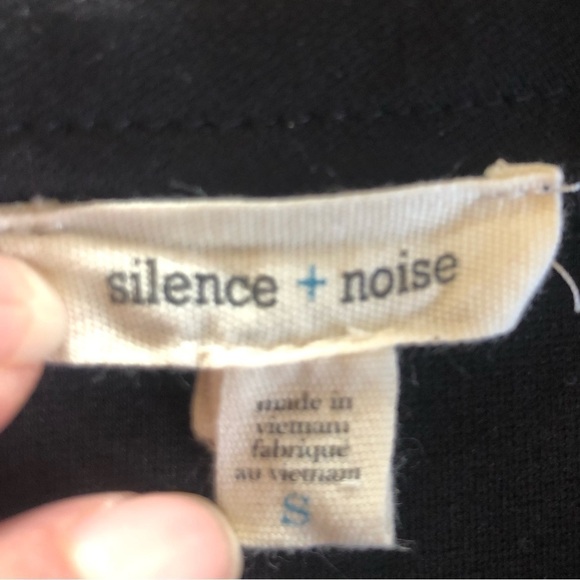 silence + noise
made in
vietnam
fabriqué
au vietnam
S